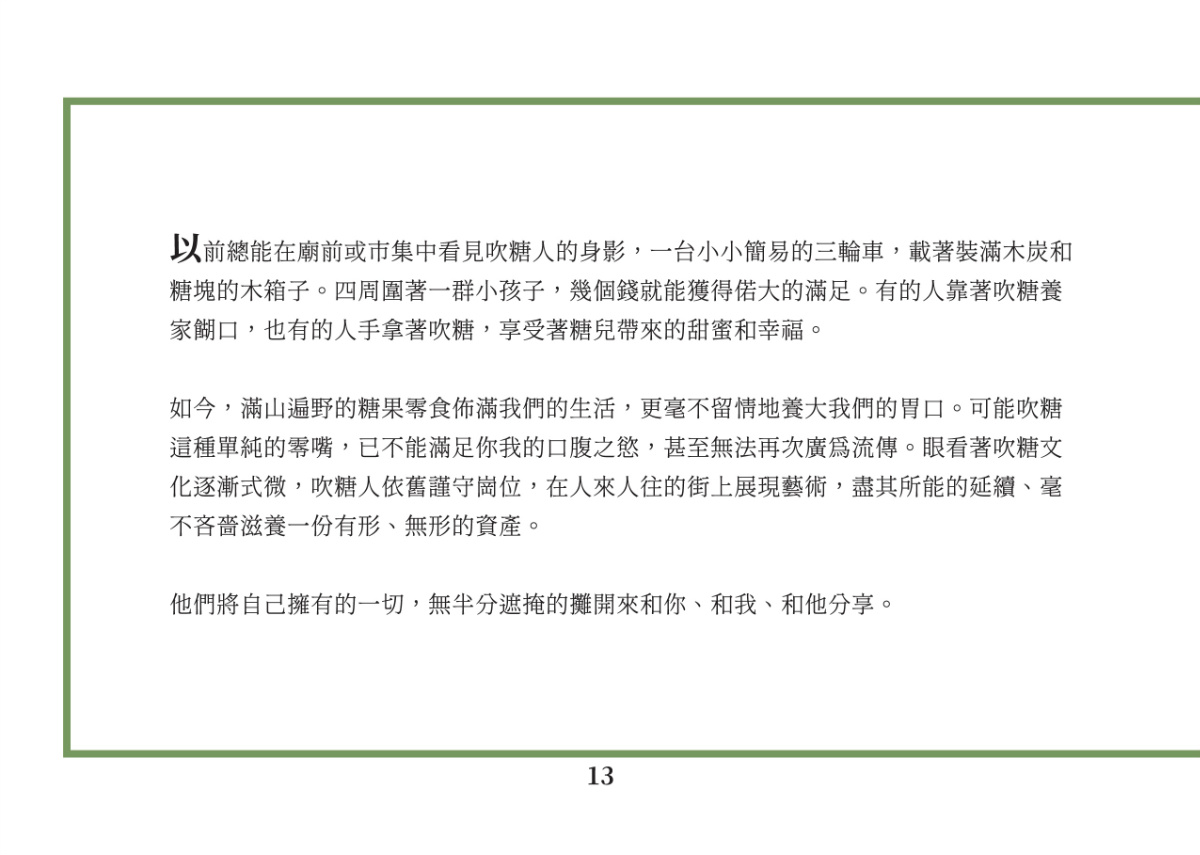 以前總能在廟前或市集中看見吹糖人的身影，一台小小簡易的三輪車，載著裝滿木炭和
糖塊的木箱子。四周圍著一群小孩子，幾個錢就能獲得偌大的滿足。有的人靠著吹糖養
家餬口，也有的人手拿著吹糖，享受著糖兒帶來的甜蜜和幸福。
如今，滿山遍野的糖果零食佈滿我們的生活，更毫不留情地養大我們的胃口。可能吹糖
這種單純的零嘴，已不能滿足你我的口腹之慾，甚至無法再次廣爲流傳。眼看著吹糖文
化逐漸式微，吹糖人依舊謹守崗位，在人來人往的街上展現藝術，盡其所能的延續、毫
不吝嗇滋養一份有形、無形的資產。
他們將自己擁有的一切，無半分遮掩的攤開來和你、和我、和他分享。
13